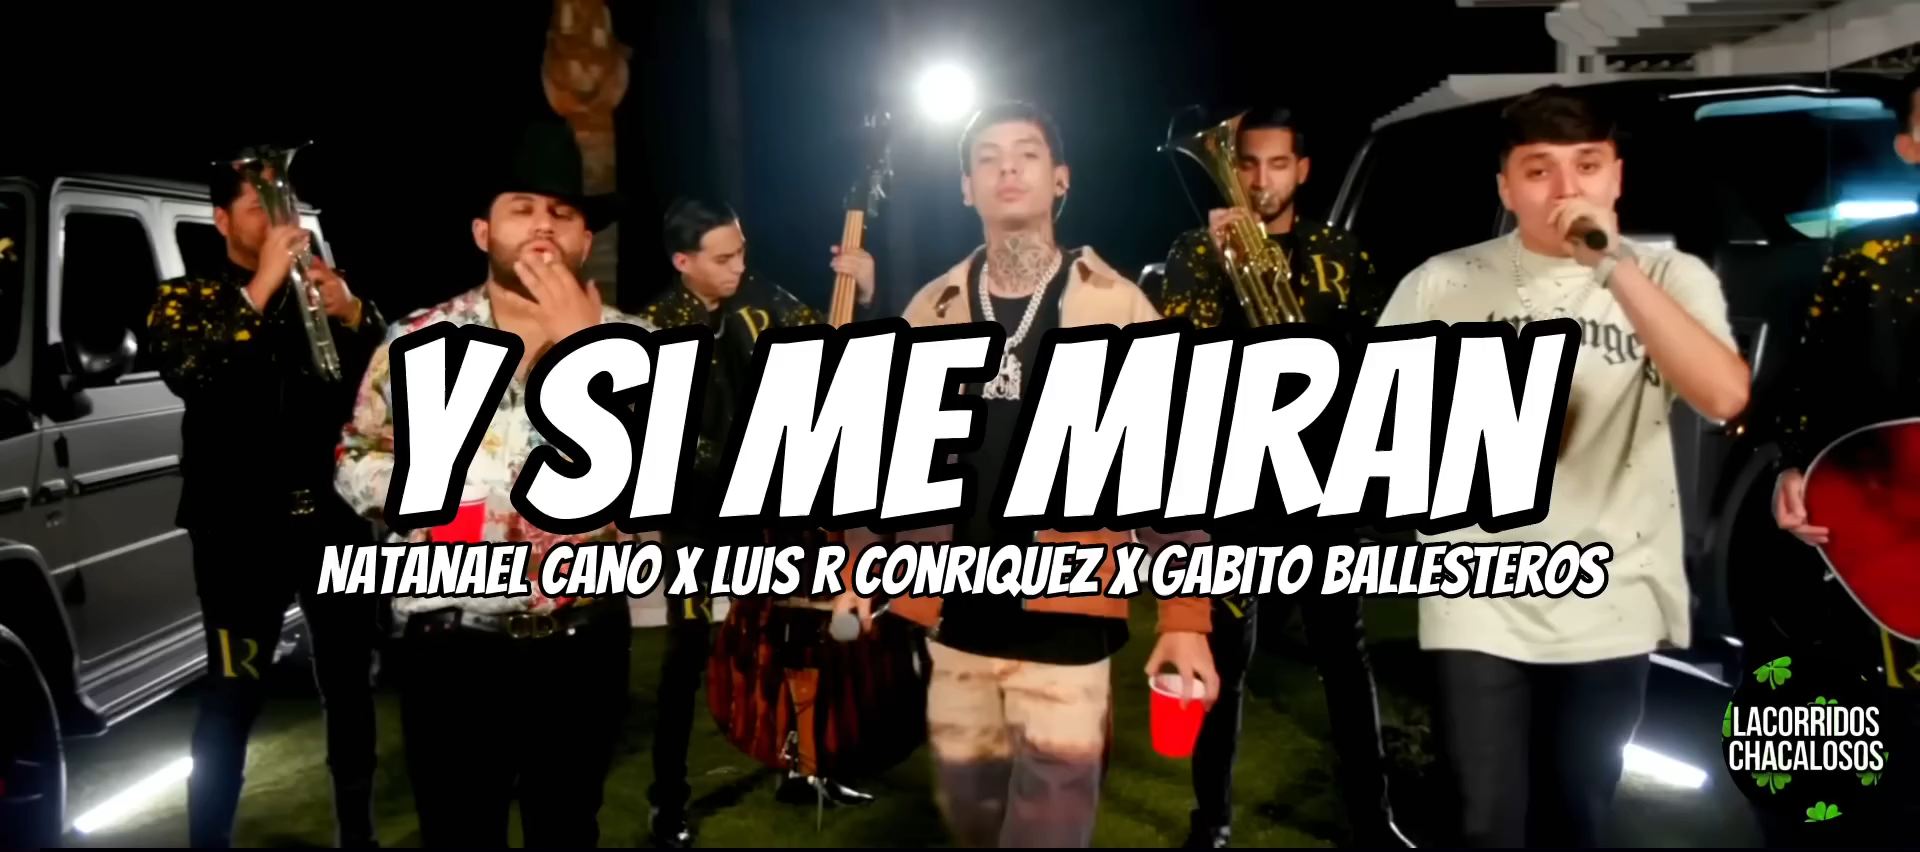 Y SI ME MIRAN
NATANAEL CANO X LUIS R CONRIQUEZ X GABITO BALLESTEROS
LACORRIDOS
CHACALOSOS